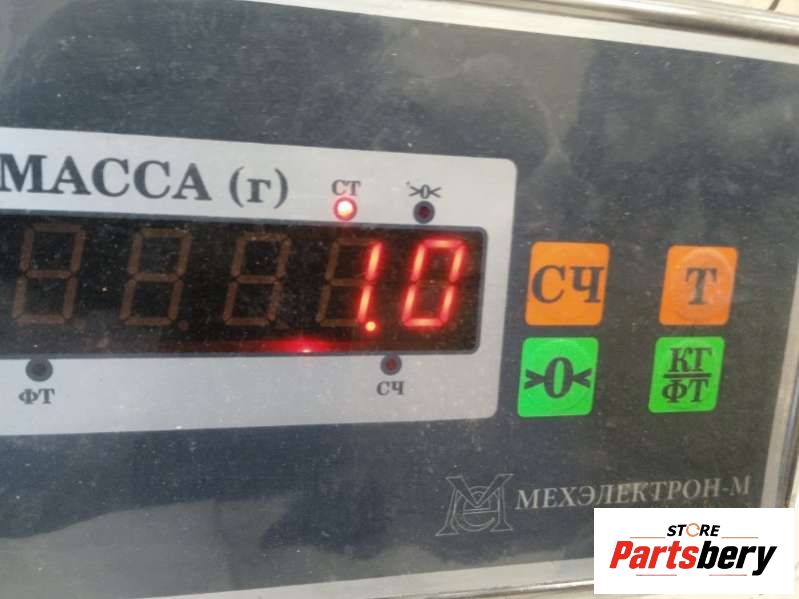 МАССА (г)
СТ
>0<
1.0
ФТ
СЧ
СЧ
Т
>0<
КГ
ФТ
МЕХЭЛЕКТРОН-М
STORE
Partsbery